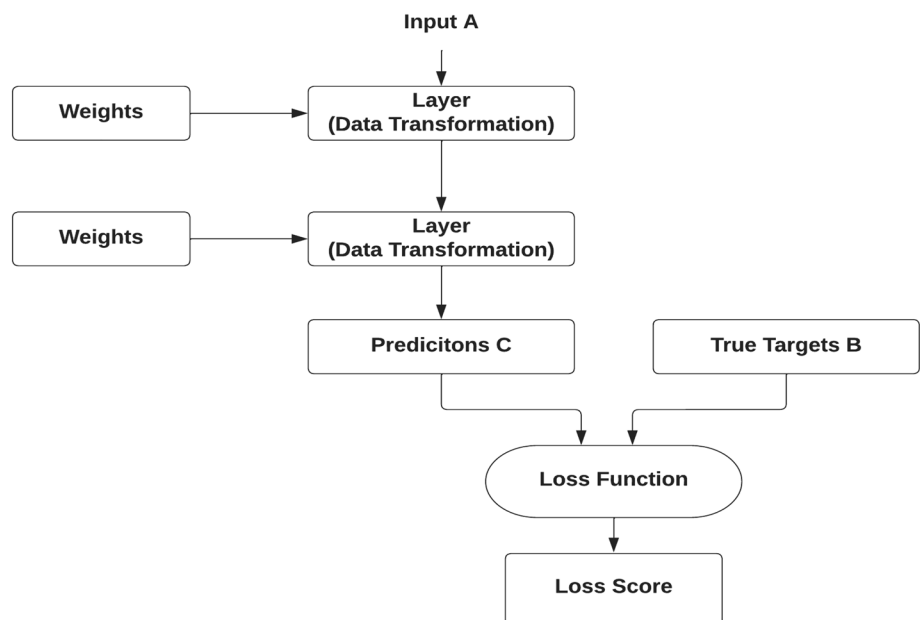 Input A
Weights
Layer
(Data Transformation)
Weights
Layer
(Data Transformation)
Predicitons C
True Targets B
Loss Function
Loss Score